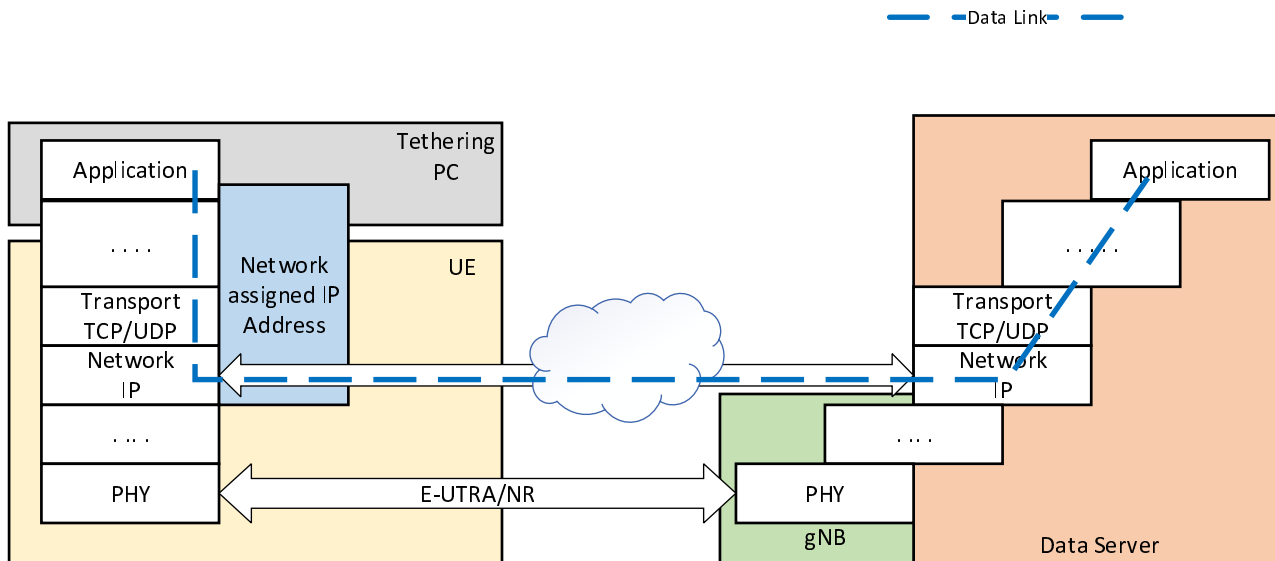 Data Link
Tethering
PC
Application
. . . .
UE
Network
assigned IP
Address
Transport
TCP/UDP
Network
IP
. ... .
PHY
E-UTRA/NR
Application
. ... .
Transport
TCP/UDP
Network
IP
. ... .
PHY
gNB
Data Server